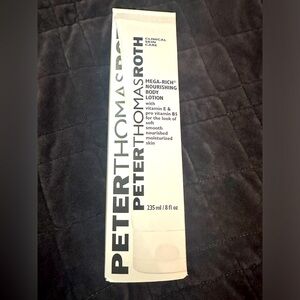 PETERTHOMASROTH
PETERTHOMASROTH
CLINICAL
SKIN
CARE
MEGA-RICH®
NOURISHING
BODY
LOTION
with
vitamin E &
pro vitamin B5
for the look of
soft
smooth
nourished
moisturized
skin
235 ml / 8 fl oz